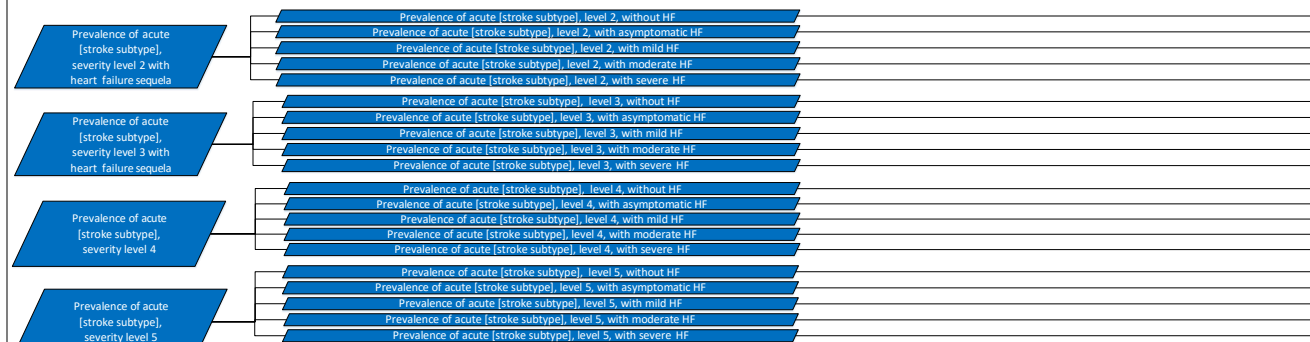 Prevalence of acute
[stroke subtype],
severity level 2 with
heart failure sequela
Prevalence of acute [stroke subtype], level 2, without HF
Prevalence of acute [stroke subtype], level 2, with asymptomatic HF
Prevalence of acute [stroke subtype], level 2, with mild HF
Prevalence of acute [stroke subtype], level 2, with moderate HF
Prevalence of acute [stroke subtype], level 2, with severe HF
Prevalence of acute
[stroke subtype],
severity level 3 with
heart failure sequela
Prevalence of acute [stroke subtype], level 3, without HF
Prevalence of acute [stroke subtype], level 3, with asymptomatic HF
Prevalence of acute [stroke subtype], level 3, with mild HF
Prevalence of acute [stroke subtype], level 3, with moderate HF
Prevalence of acute [stroke subtype], level 3, with severe HF
Prevalence of acute
[stroke subtype],
severity level 4
Prevalence of acute [stroke subtype], level 4, without HF
Prevalence of acute [stroke subtype], level 4, with asymptomatic HF
Prevalence of acute [stroke subtype], level 4, with mild HF
Prevalence of acute [stroke subtype], level 4, with moderate HF
Prevalence of acute [stroke subtype], level 4, with severe HF
Prevalence of acute
[stroke subtype],
severity level 5
Prevalence of acute [stroke subtype], level 5, without HF
Prevalence of acute [stroke subtype], level 5, with asymptomatic HF
Prevalence of acute [stroke subtype], level 5, with mild HF
Prevalence of acute [stroke subtype], level 5, with moderate HF
Prevalence of acute [stroke subtype], level 5, with severe HF